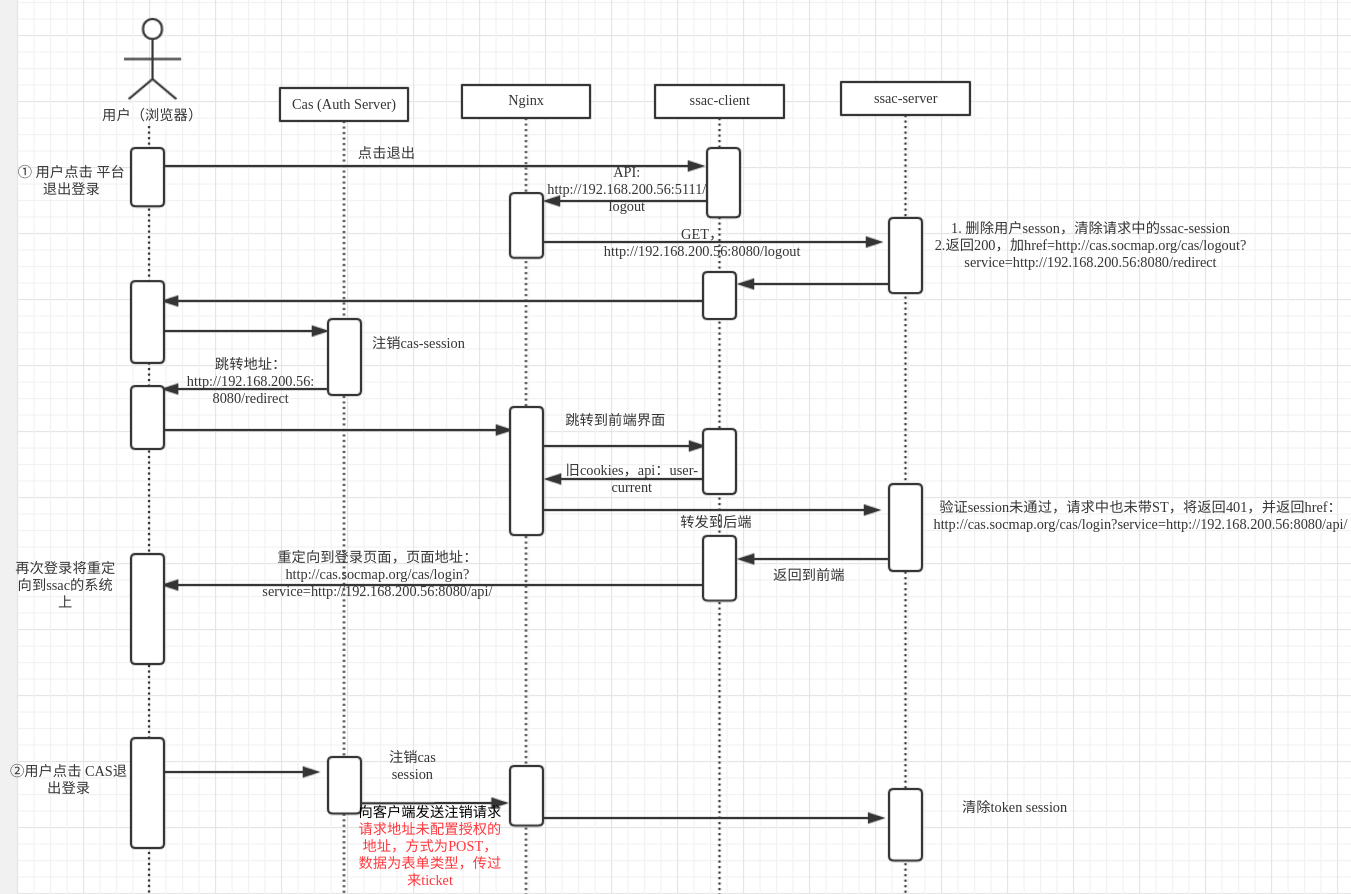 用户（浏览器）
Cas (Auth Server)
Nginx
ssac-client
ssac-server
① 用户点击 平台
退出登录
点击退出
API:
http://192.168.200.56:5111/
logout
GET，
http://192.168.200.56:8080/logout
1. 删除用户sesson，清除请求中的ssac-session
2.返回200，加href=http://cas.socmap.org/cas/logout?
service=http://192.168.200.56:8080/redirect
注销cas-session
跳转地址：
http://192.168.200.56:
8080/redirect
跳转到前端界面
旧cookies，api：user-
current
转发到后端
验证session未通过，请求中也未带ST，将返回401，并返回href：
http://cas.socmap.org/cas/login?service=http://192.168.200.56:8080/api/
返回到前端
重定向到登录页面，页面地址：
http://cas.socmap.org/cas/login?
service=http://192.168.200.56:8080/api/
再次登录将重定
向到ssac的系统
上
②用户点击 CAS退
出登录
注销cas
session
向客户端发送注销请求
请求地址未配置授权的
地址，方式为POST，
数据为表单类型，传过
来ticket
清除token session